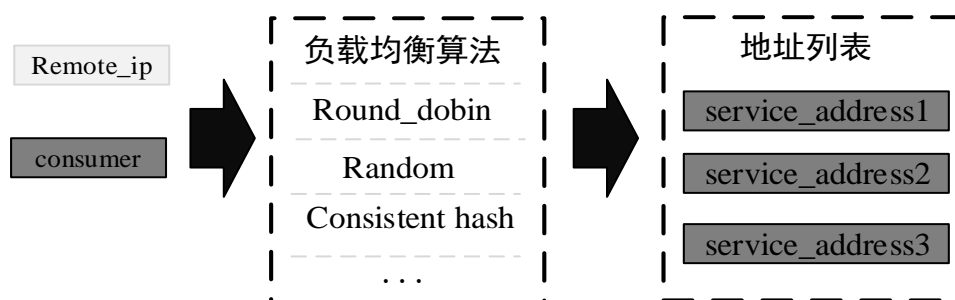 Remote_ip
consumer
负载均衡算法
Round_dobin
Random
Consistent hash
...
地址列表
service_address1
service_address2
service_address3